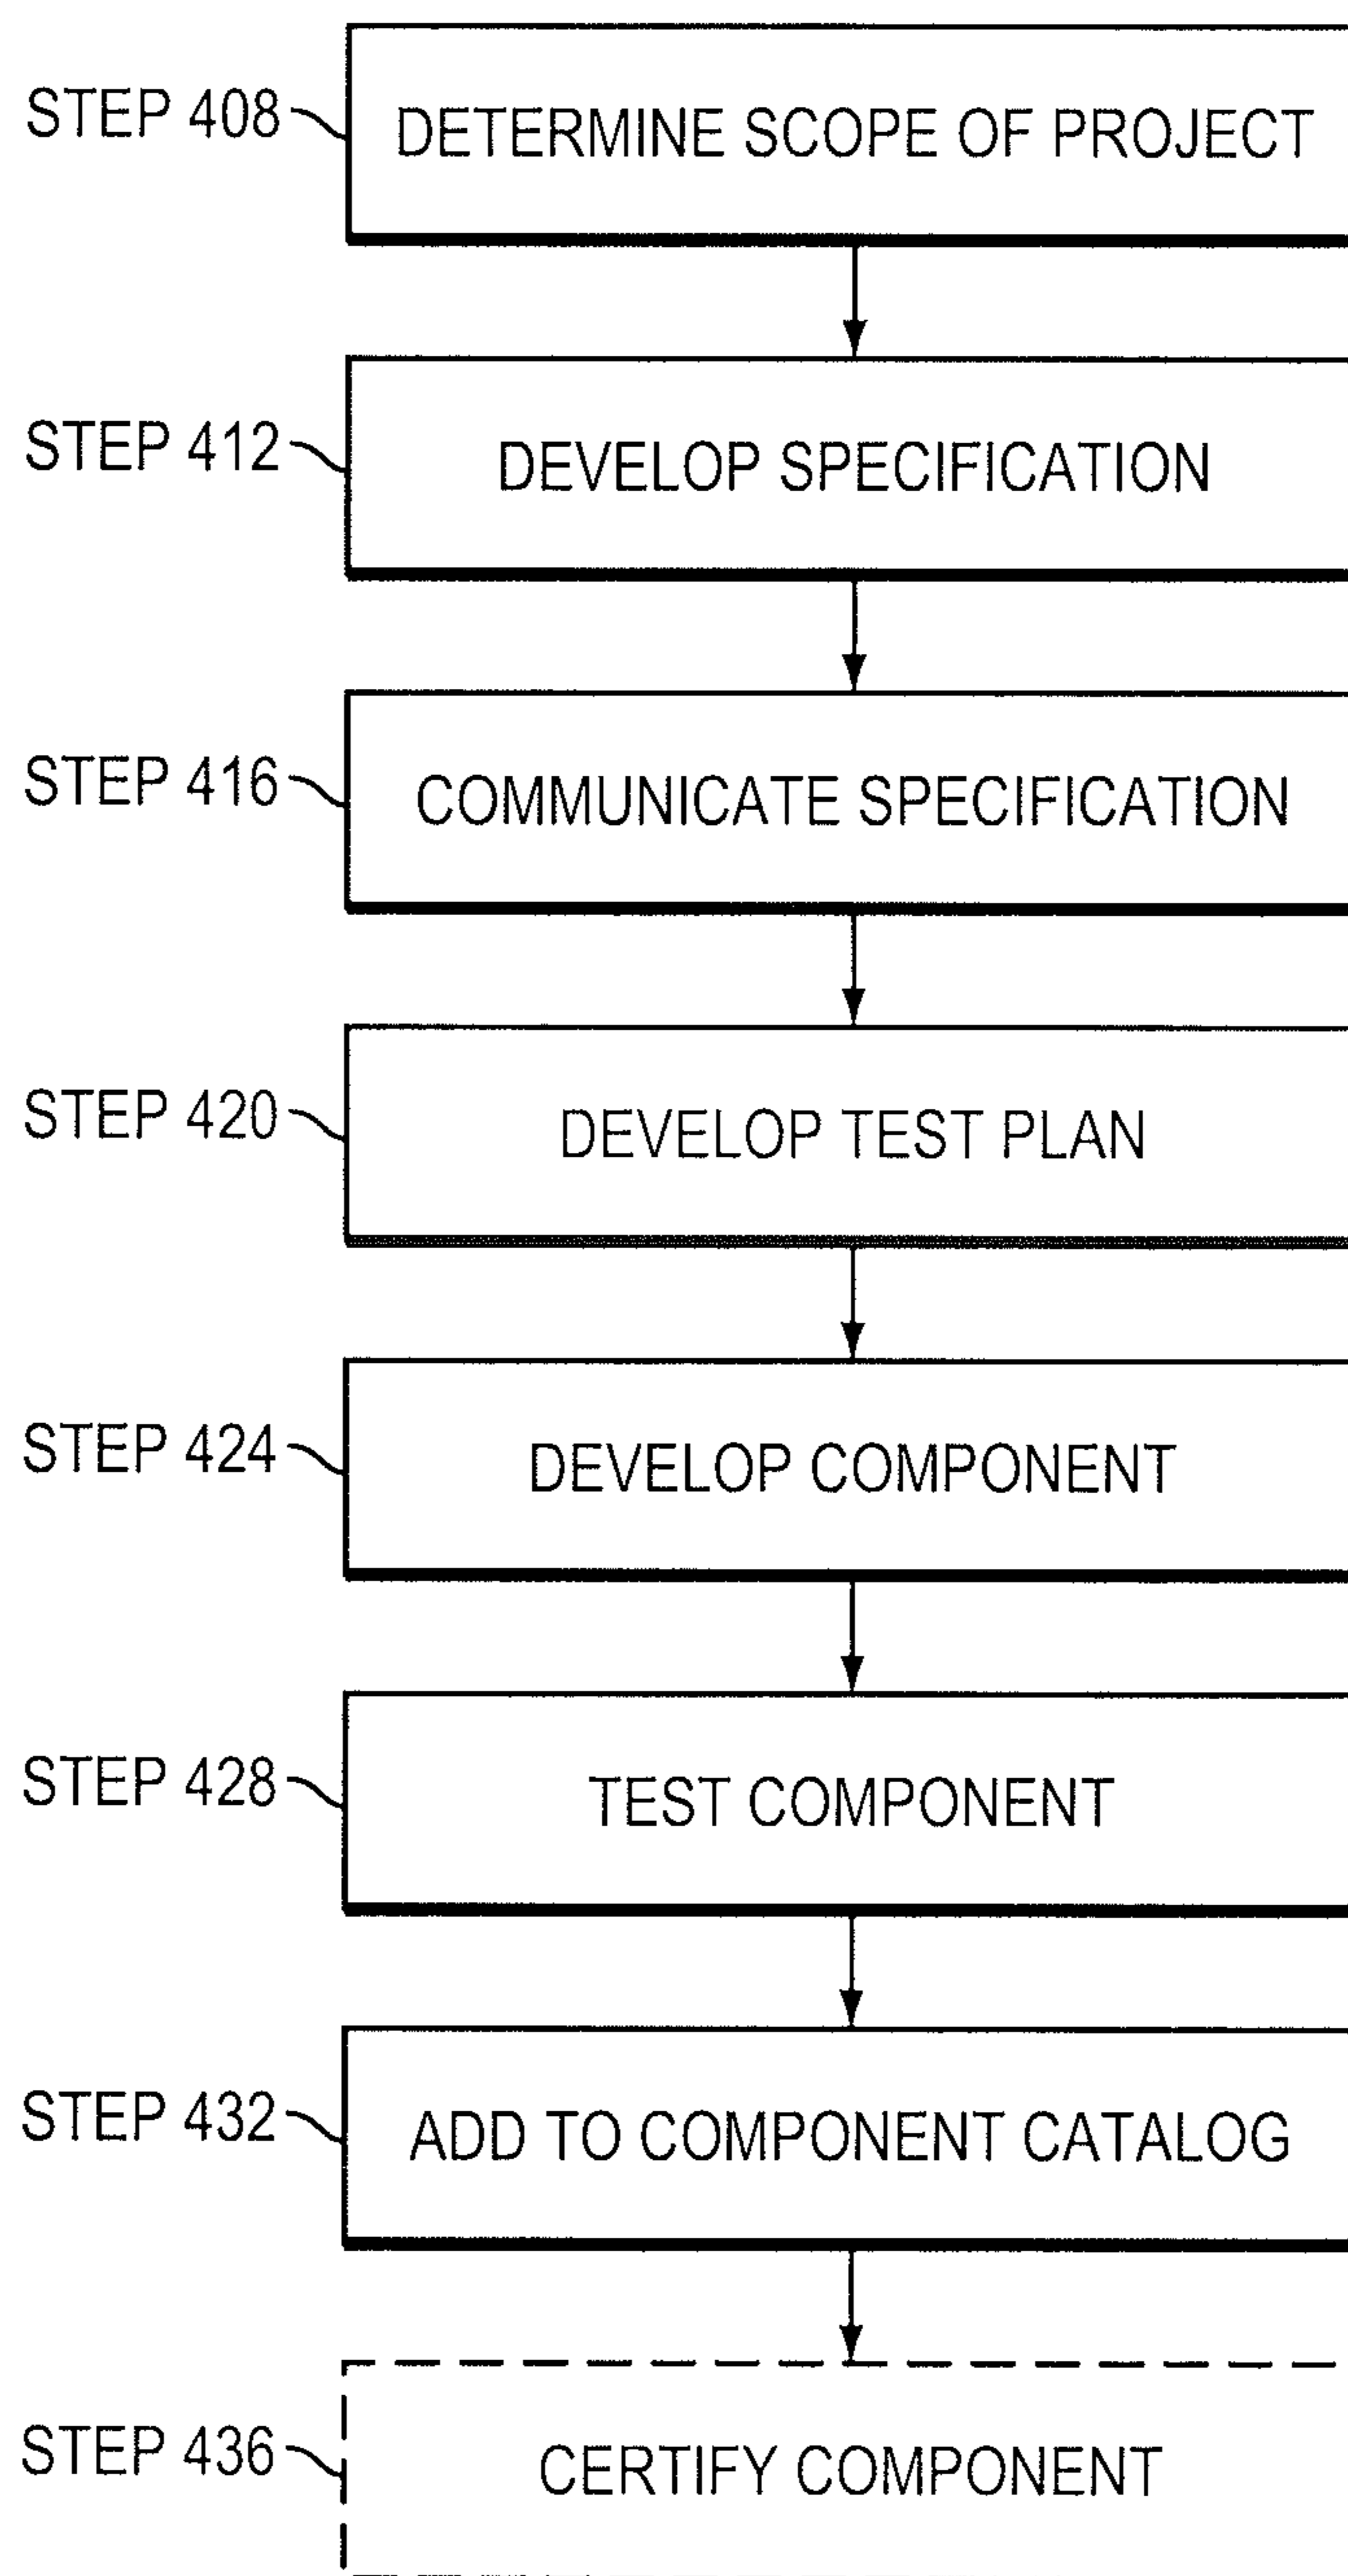 STEP 408
DETERMINE SCOPE OF PROJECT
STEP 412
DEVELOP SPECIFICATION
STEP 416
COMMUNICATE SPECIFICATION
STEP 420
DEVELOP TEST PLAN
STEP 424
DEVELOP COMPONENT
STEP 428
TEST COMPONENT
STEP 432
ADD TO COMPONENT CATALOG
STEP 436
CERTIFY COMPONENT